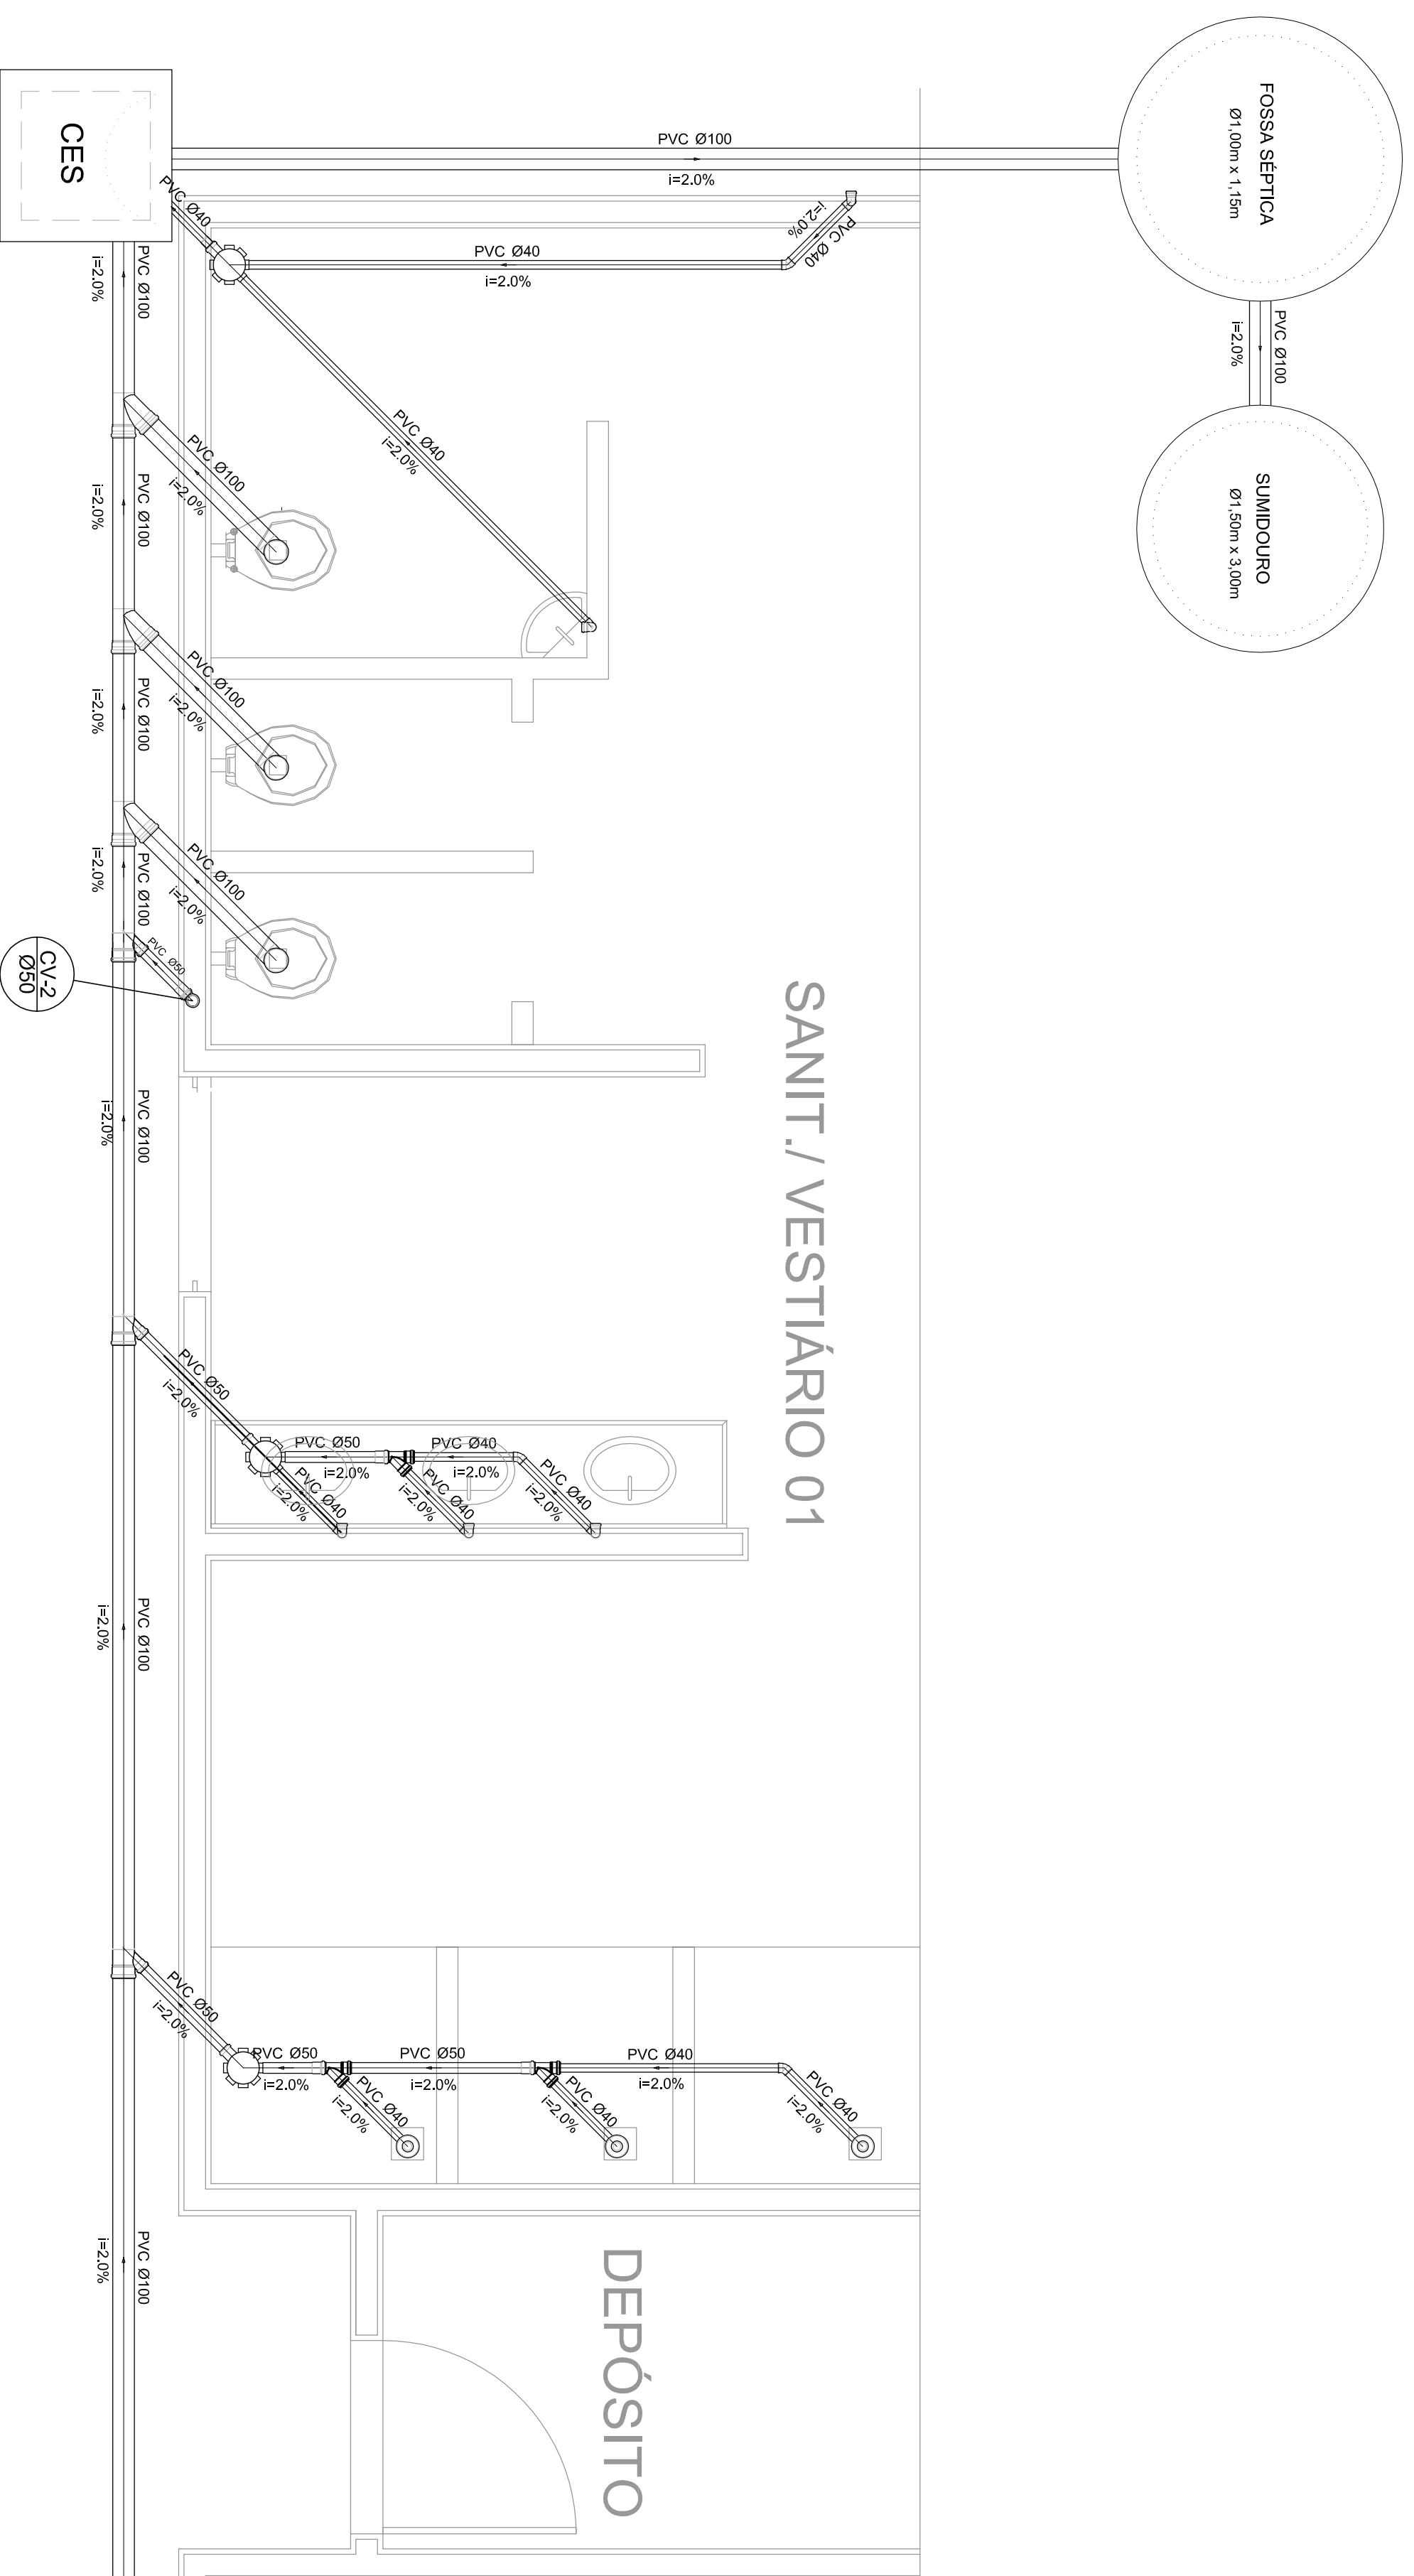 FOSSA SÉPTICA
Ø1,00m x 1,15m
PVC Ø100
i=2.0%
SUMIDOURO
Ø1,50m x 3,00m
PVC Ø100
i=2.0%
CES
PVC Ø40
PVC Ø40
i=2.0%
PVC Ø40
i=2.0%
PVC Ø40
i=2.0%
PVC Ø100
i=2.0%
PVC Ø100
i=2.0%
PVC Ø100
i=2.0%
PVC Ø100
i=2.0%
PVC Ø100
i=2.0%
PVC Ø100
i=2.0%
PVC Ø100
i=2.0%
PVC Ø50
CV-2
Ø50
SANIT./ VESTIÁRIO 01
PVC Ø100
i=2.0%
PVC Ø50
i=2.0%
PVC Ø50
i=2.0%
PVC Ø40
i=2.0%
PVC Ø40
i=2.0%
PVC Ø40
i=2.0%
PVC Ø40
i=2.0%
PVC Ø100
i=2.0%
PVC Ø50
i=2.0%
PVC Ø50
i=2.0%
PVC Ø50
i=2.0%
PVC Ø40
i=2.0%
PVC Ø40
i=2.0%
PVC Ø40
i=2.0%
PVC Ø40
i=2.0%
PVC Ø100
i=2.0%
DEPÓSITO